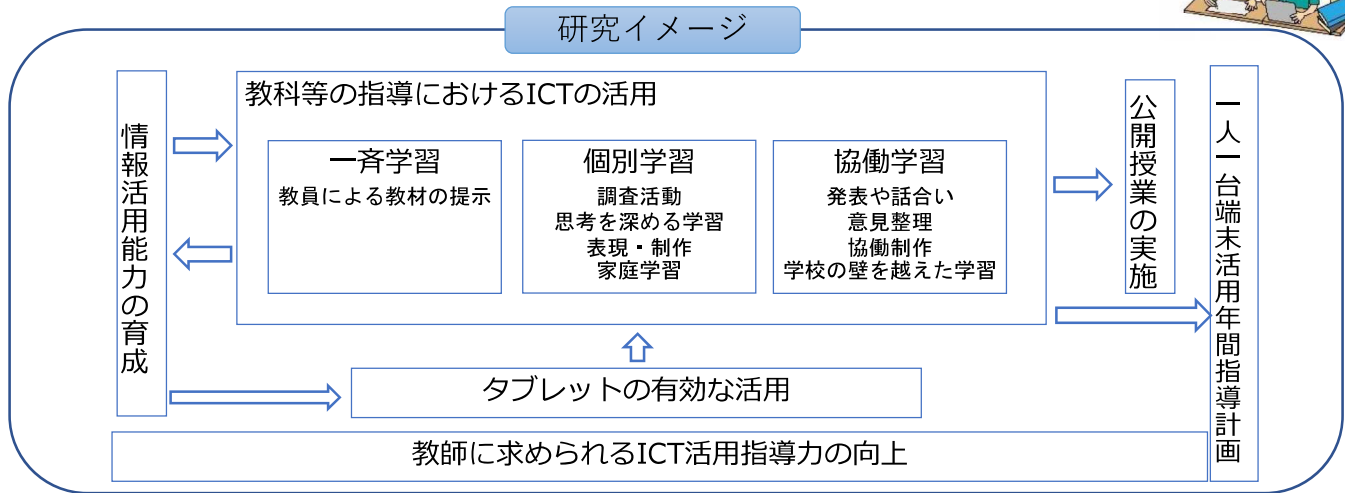 研究イメージ
情報活用能力の育成
教科等の指導におけるICTの活用
一斉学習
教員による教材の提示
個別学習
調査活動
思考を深める学習
表現・制作
家庭学習
協働学習
発表や話合い
意見整理
協働制作
学校の壁を越えた学習
公開授業の実施
一人一台端末活用年間指導計画
タブレットの有効な活用
教師に求められるICT活用指導力の向上